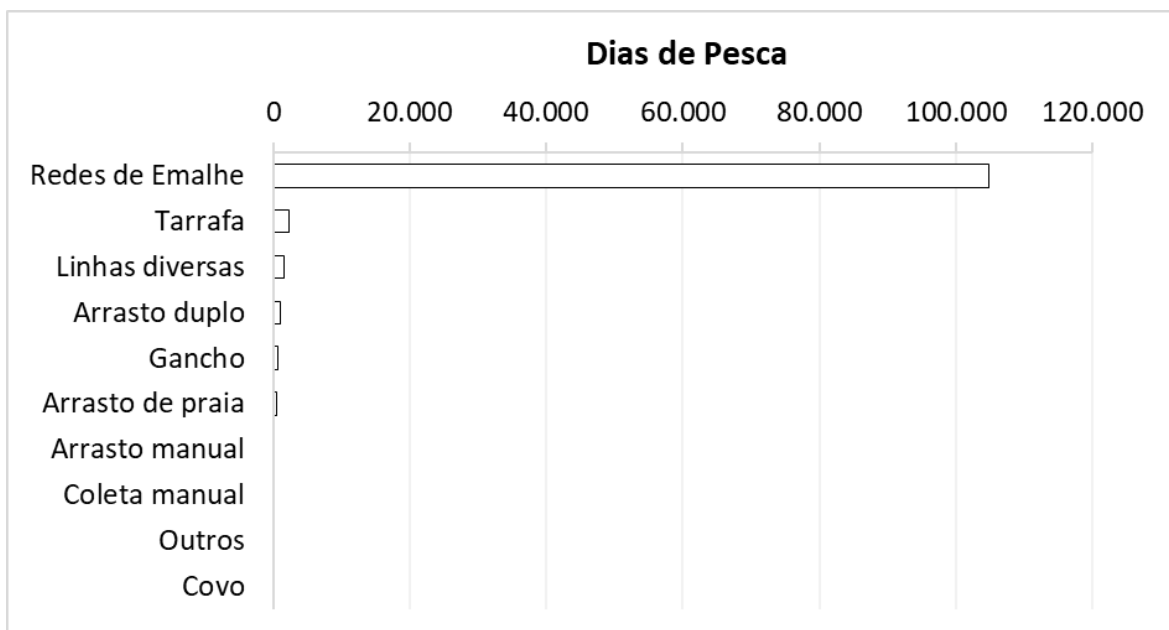 Dias de Pesca
0 20.000 40.000 60.000 80.000 100.000 120.000
Redes de Emalhe
Tarrafa
Linhas diversas
Arrasto duplo
Gancho
Arrasto de praia
Arrasto manual
Coleta manual
Outros
Covo